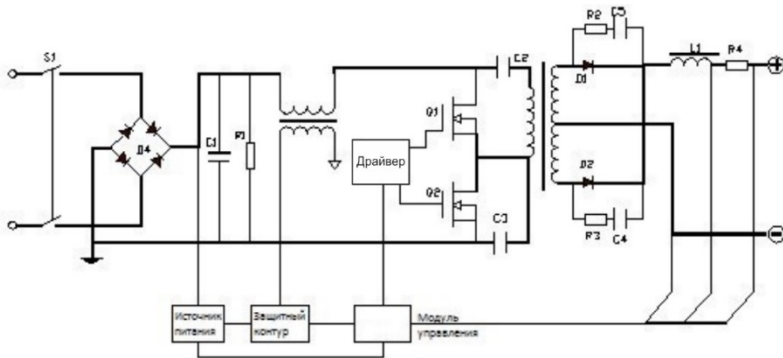 S1
D4
C1
R1
Драйвер
Q1
Q2
C2
C3
R2
C5
D1
D2
R3
C4
L1
R4
Источник
питания
Защитный
контур
Модуль
управления